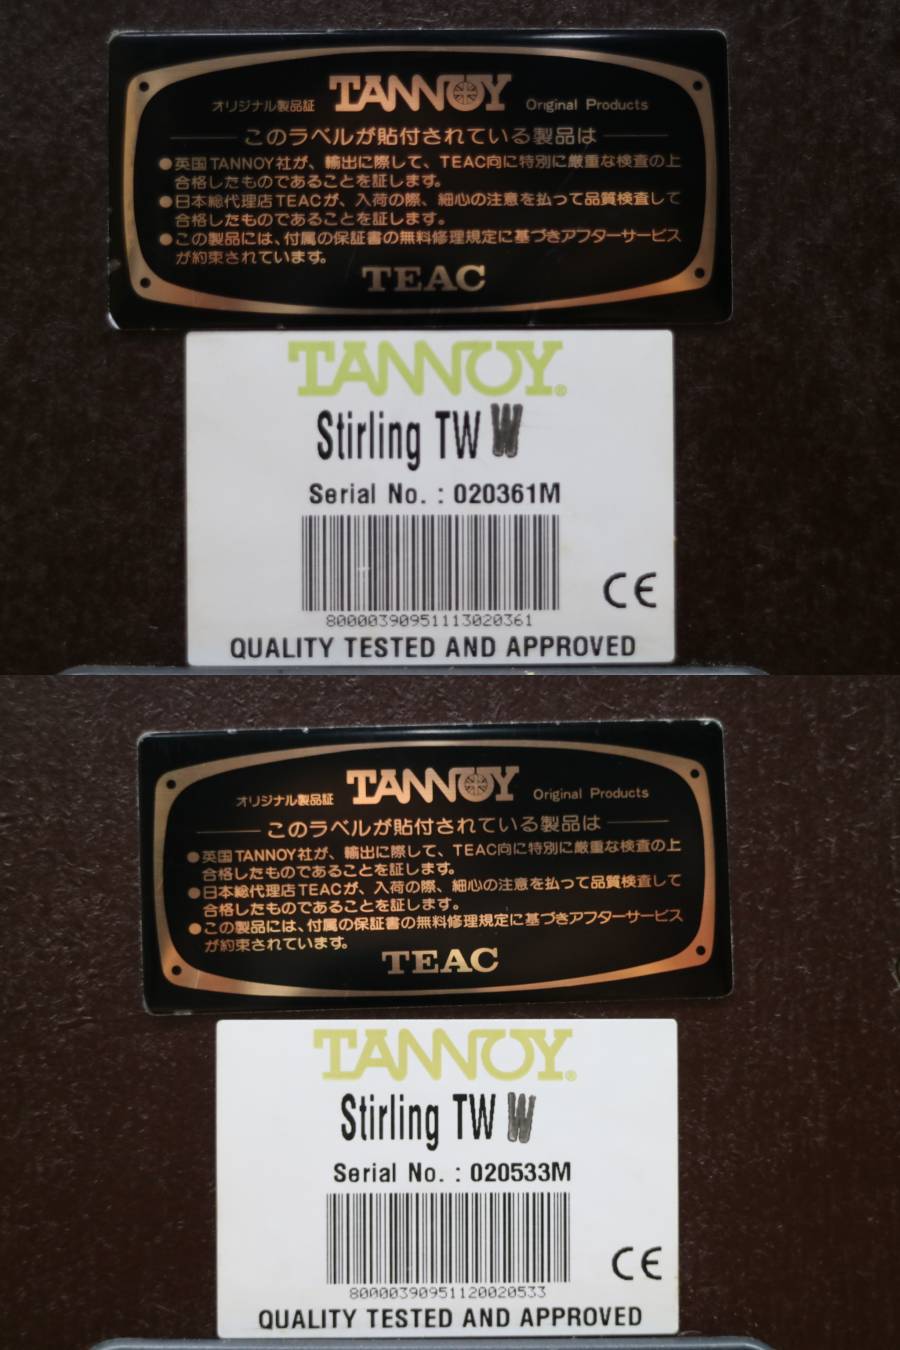 オリジナル製品証 TANNOY Original Products
このラベルが貼付されている製品は
●英国TANNOY社が、輸出に際して、TEAC向に特別に厳重な検査の上
合格したものであることを証します。
●日本総代理店TEACが、入荷の際、細心の注意を払って品質検査して
合格したものであることを証します。
●この製品には、付属の保証書の無料修理規定に基づきアフターサービス
が約束されています。
TEAC
TANNOY®
Stirling TW W
Serial No. : 020361M
80000390951113020361
CE
QUALITY TESTED AND APPROVED
オリジナル製品証 TANNOY Original Products
このラベルが貼付されている製品は
●英国TANNOY社が、輸出に際して、TEAC向に特別に厳重な検査の上
合格したものであることを証します。
●日本総代理店TEACが、入荷の際、細心の注意を払って品質検査して
合格したものであることを証します。
●この製品には、付属の保証書の無料修理規定に基づきアフターサービス
が約束されています。
TEAC
TANNOY®
Stirling TW W
Serial No. : 020533M
80000390951120020533
CE
QUALITY TESTED AND APPROVED